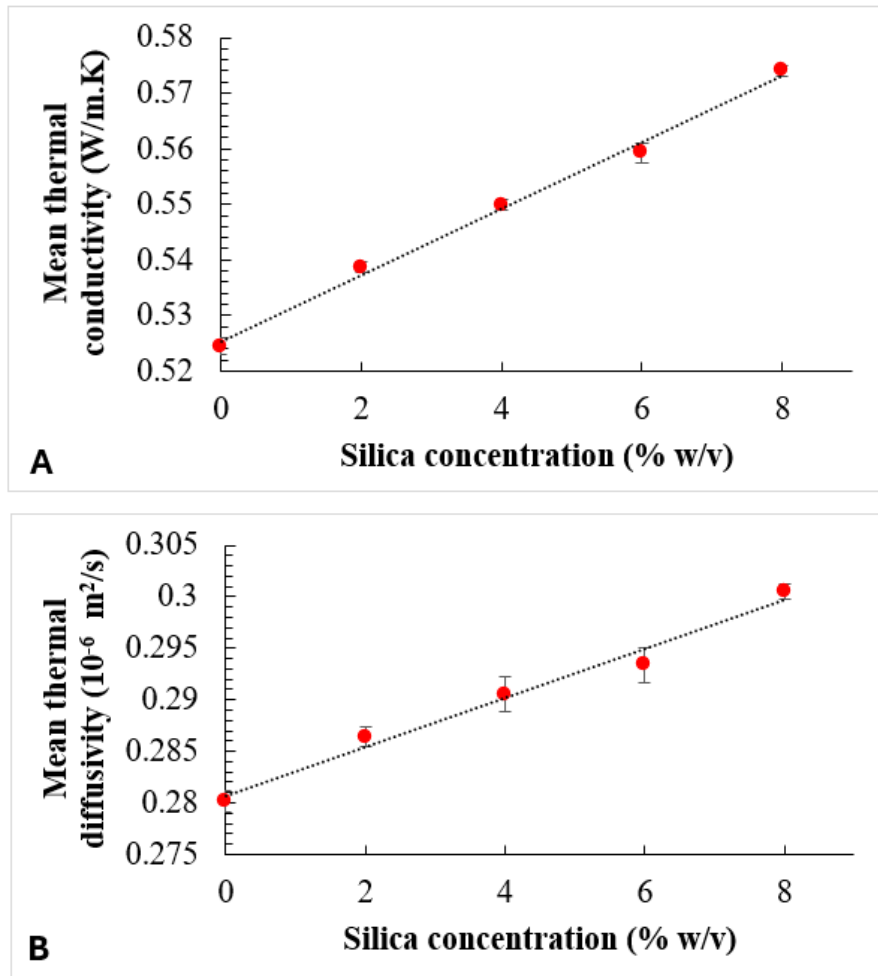 Mean thermal
conductivity (W/m.K)
0.58
0.57
0.56
0.55
0.54
0.53
0.52
0 2 4 6 8
Silica concentration (% w/v)
A
Mean thermal
diffusivity (10⁻⁶ m²/s)
0.305
0.3
0.295
0.29
0.285
0.28
0.275
0 2 4 6 8
Silica concentration (% w/v)
B